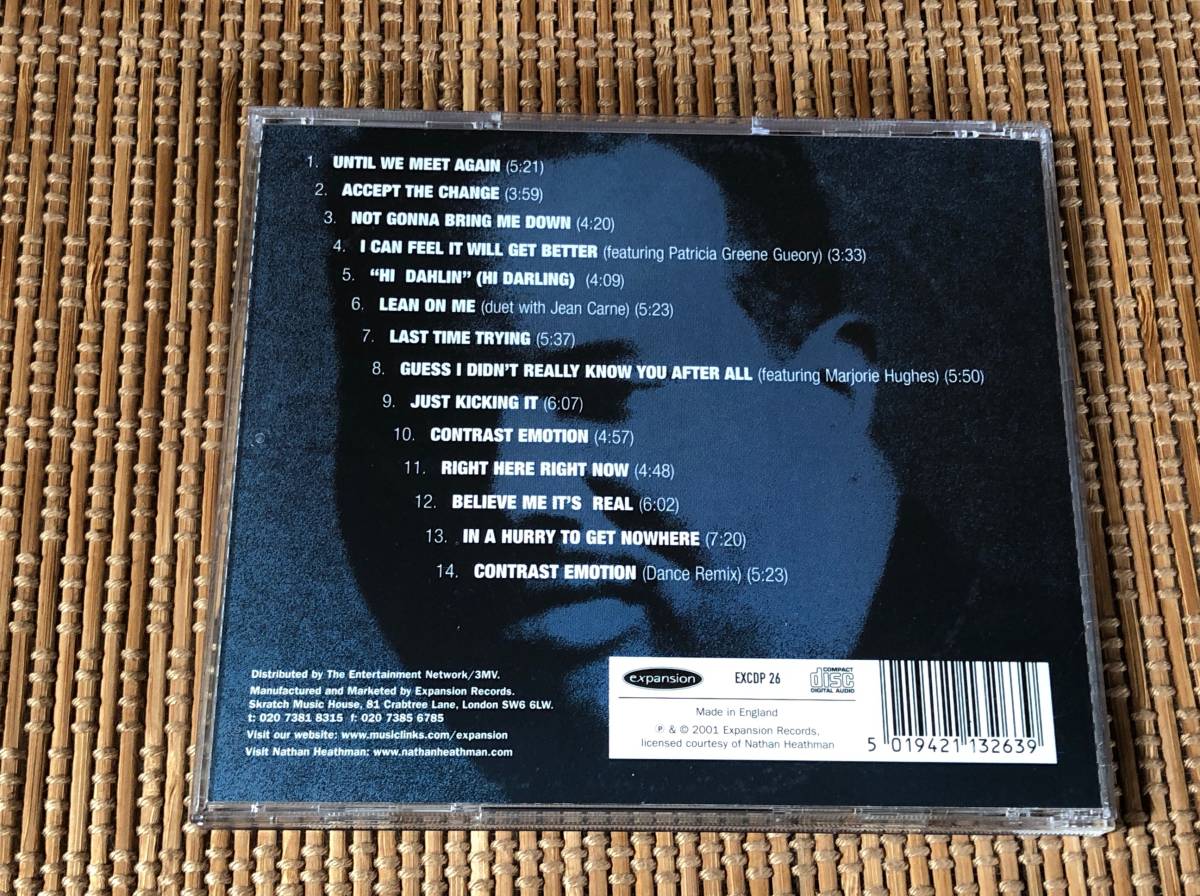 1. UNTIL WE MEET AGAIN (5:21)
2. ACCEPT THE CHANGE (3:59)
3. NOT GONNA BRING ME DOWN (4:20)
4. I CAN FEEL IT WILL GET BETTER (featuring Patricia Greene Gueory) (3:33)
5. “HI DAHLIN” (HI DARLING) (4:09)
6. LEAN ON ME (duet with Jean Carne) (5:23)
7. LAST TIME TRYING (5:37)
8. GUESS I DIDN'T REALLY KNOW YOU AFTER ALL (featuring Marjorie Hughes) (5:50)
9. JUST KICKING IT (6:07)
10. CONTRAST EMOTION (4:57)
11. RIGHT HERE RIGHT NOW (4:48)
12. BELIEVE ME IT'S REAL (6:02)
13. IN A HURRY TO GET NOWHERE (7:20)
14. CONTRAST EMOTION (Dance Remix) (5:23)
Distributed by The Entertainment Network/3MV.
Manufactured and Marketed by Expansion Records.
Skratch Music House, 81 Crabtree Lane, London SW6 6LW.
t: 020 7381 8315 f: 020 7385 6785
Visit our website: www.musiclinks.com/expansion
Visit Nathan Heathman: www.nathanheathman.com
expansion
EXCDP 26
COMPACT
disc
DIGITAL AUDIO
Made in England
℗ & © 2001 Expansion Records,
licensed courtesy of Nathan Heathman
5 019421 132639